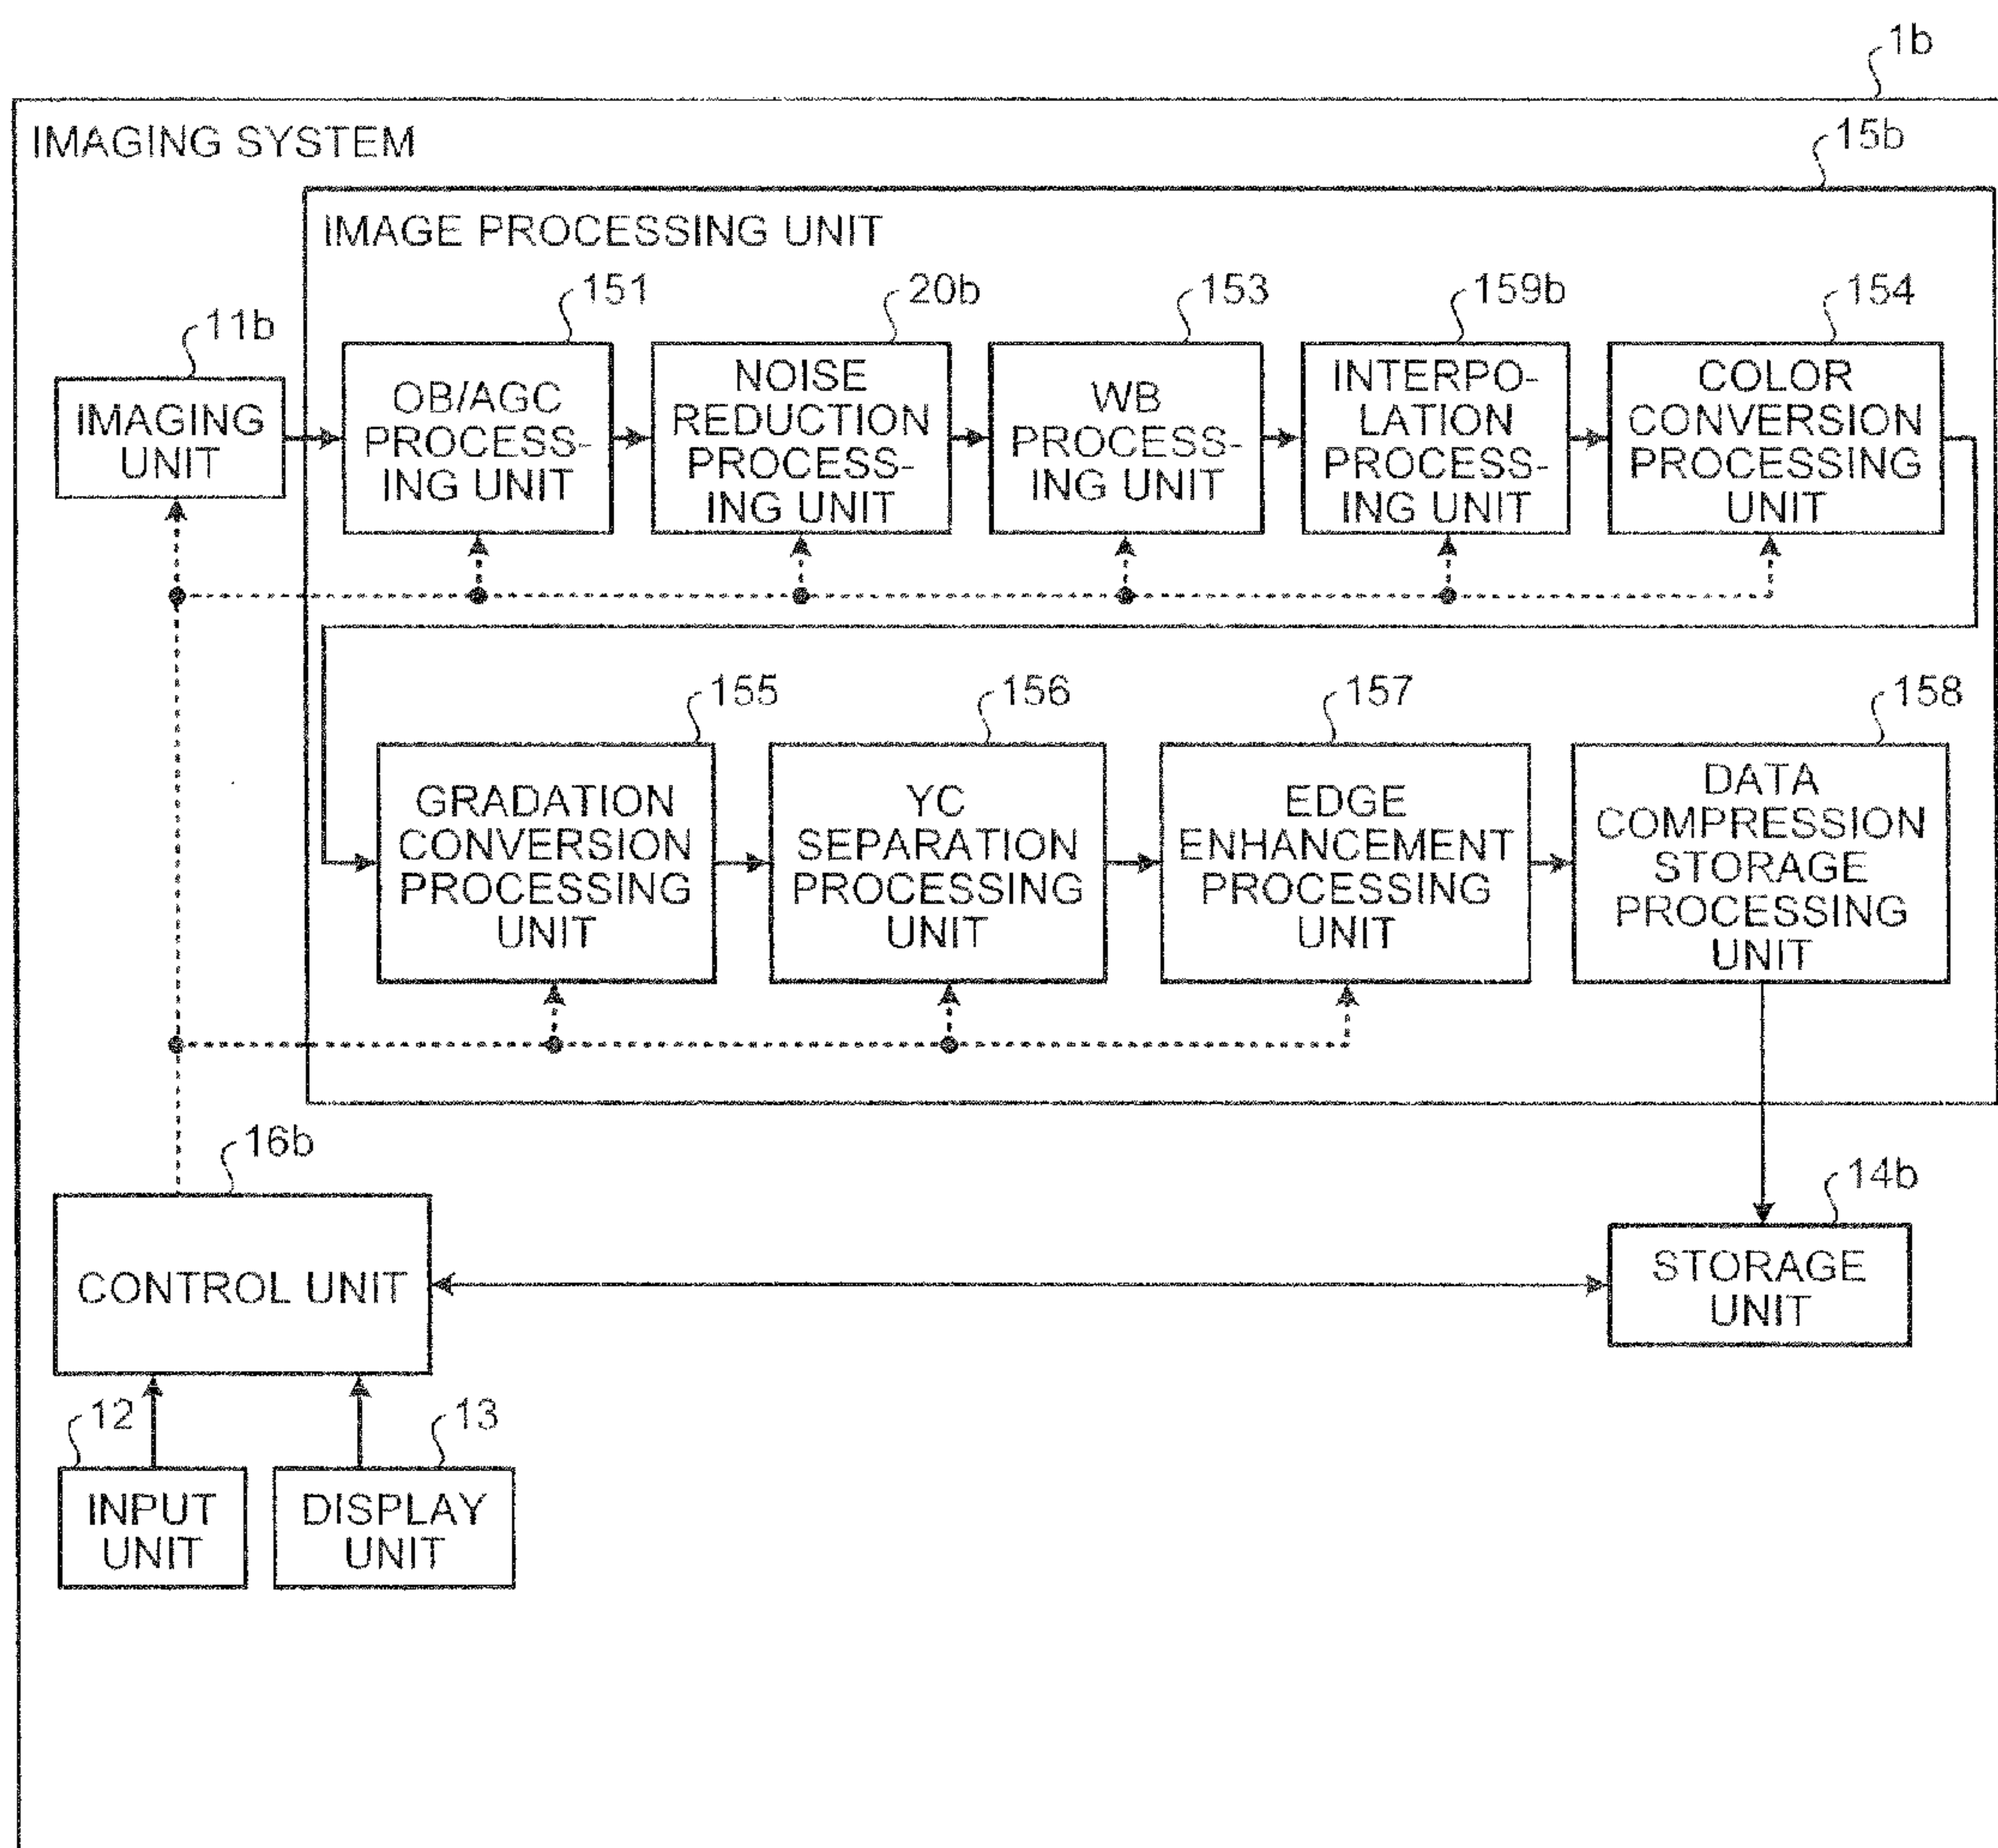 1b
IMAGING SYSTEM
15b
IMAGE PROCESSING UNIT
11b
151
20b
153
159b
154
IMAGING
UNIT
OB/AGC
PROCESS-
ING UNIT
NOISE
REDUCTION
PROCESS-
ING UNIT
WB
PROCESS-
ING UNIT
INTERPO-
LATION
PROCESS-
ING UNIT
COLOR
CONVERSION
PROCESSING
UNIT
155
156
157
158
GRADATION
CONVERSION
PROCESSING
UNIT
YC
SEPARATION
PROCESSING
UNIT
EDGE
ENHANCEMENT
PROCESSING
UNIT
DATA
COMPRESSION
STORAGE
PROCESSING
UNIT
16b
14b
CONTROL UNIT
STORAGE
UNIT
12
13
INPUT
UNIT
DISPLAY
UNIT